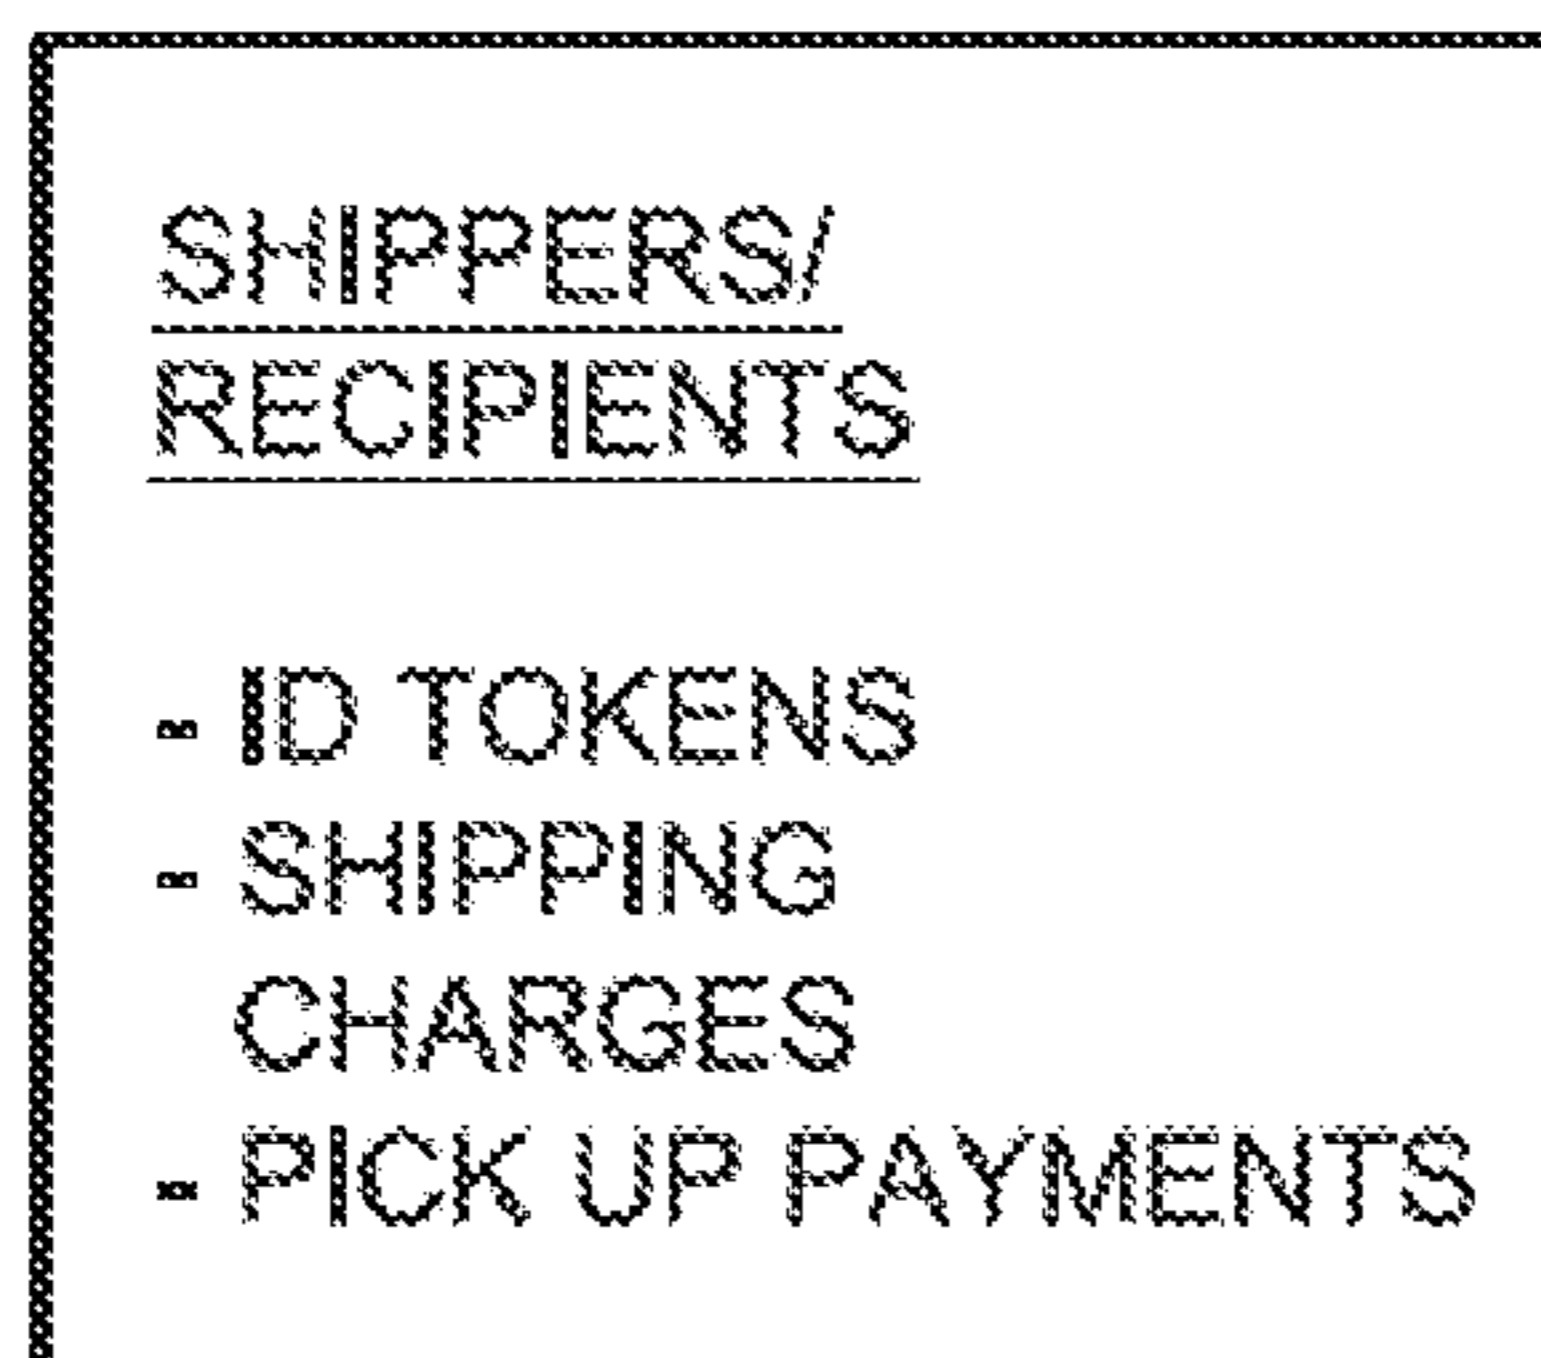 SHIPPERS/
RECIPIENTS
- ID TOKENS
- SHIPPING
CHARGES
- PICK UP PAYMENTS